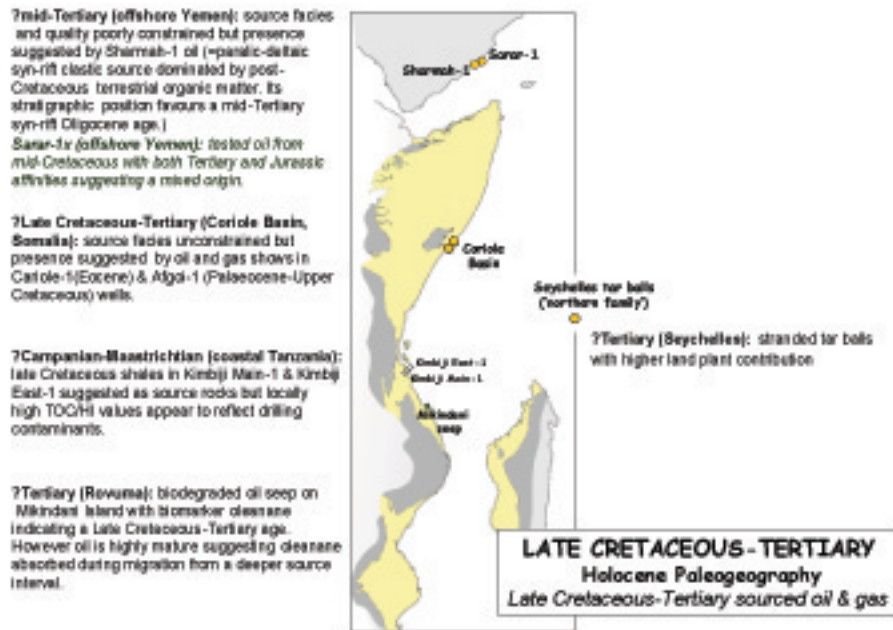 ?mid-Tertiary (offshore Yemen): source facies
and quality poorly constrained but presence
suggested by Sharmah-1 oil (=paralic-deltaic
syn-rift clastic source dominated by post-
Cretaceous terrestrial organic matter. Its
stratigraphic position favours a mid-Tertiary
syn-rift Oligocene age.)
Sarar-1x (offshore Yemen): tested oil from
mid-Cretaceous with both Tertiary and Jurassic
affinities suggesting a mixed origin.
?Late Cretaceous-Tertiary (Coriole Basin,
Somalia): source facies unconstrained but
presence suggested by oil and gas shows in
Coriole-1(Eocene) & Afgoi-1 (Palaeocene-Upper
Cretaceous) wells.
?Campanian-Maastrichtian (coastal Tanzania):
late Cretaceous shales in Kimbiji Main-1 & Kimbiji
East-1 suggested as source rocks but locally
high TOC/HI values appear to reflect drilling
contaminants.
?Tertiary (Rovuma): biodegraded oil seep on
Mikindani Island with biomarker oleanane
indicating a Late Cretaceous-Tertiary age.
However oil is highly mature suggesting oleanane
absorbed during migration from a deeper source
interval.
Sharmah-1
Sarar-1
Coriole
Basin
Kimbiji East-1
Kimbiji Main-1
Mikindani
seep
Seychelles tar balls
('northern family')
?Tertiary (Seychelles): stranded tar balls
with higher land plant contribution
LATE CRETACEOUS-TERTIARY
Holocene Paleogeography
Late Cretaceous-Tertiary sourced oil & gas